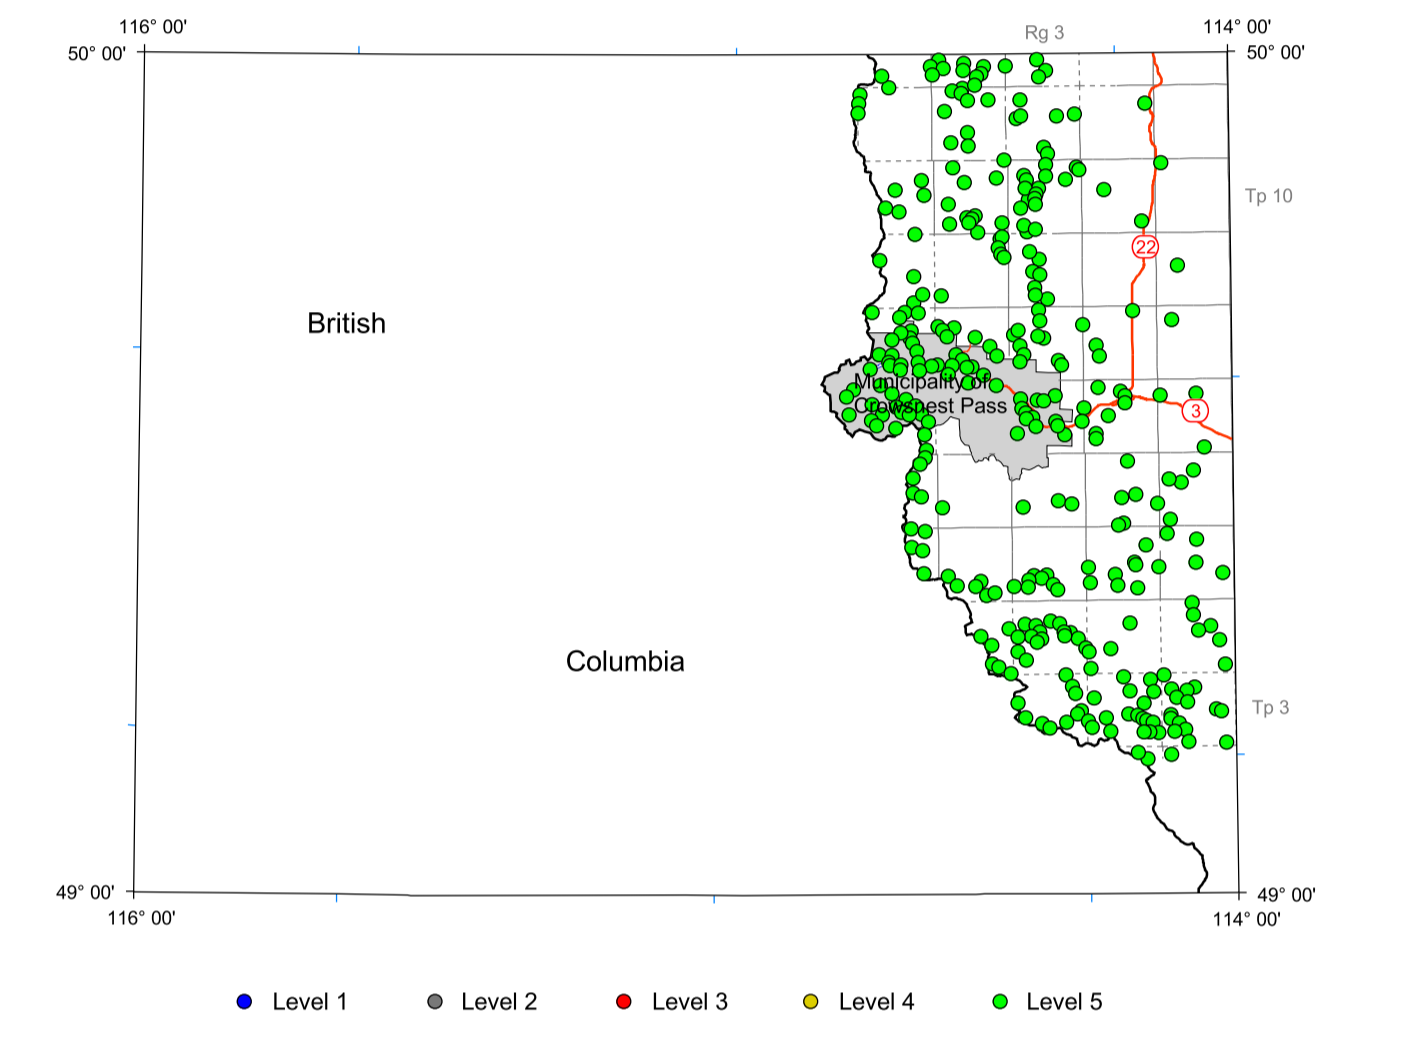 116° 00'
114° 00'
Rg 3
50° 00'
50° 00'
Tp 10
22
British
Municipality of
Crowsnest Pass
3
Columbia
Tp 3
49° 00'
49° 00'
116° 00'
114° 00'
Level 1
Level 2
Level 3
Level 4
Level 5